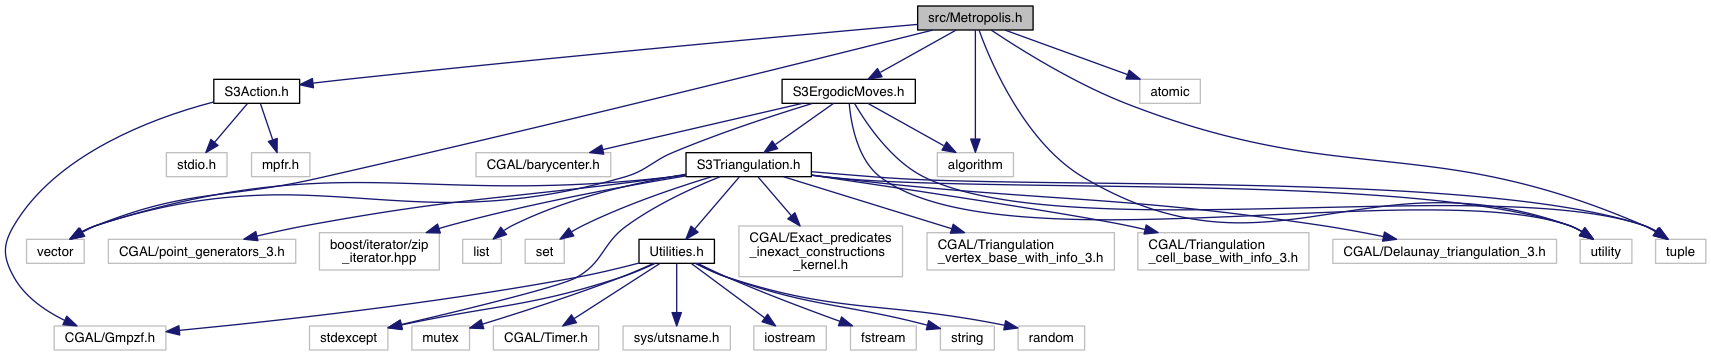 src/Metropolis.h
S3Action.h
S3ErgodicMoves.h
atomic
stdio.h
mpfr.h
CGAL/barycenter.h
S3Triangulation.h
algorithm
vector
CGAL/point_generators_3.h
boost/iterator/zip
_iterator.hpp
list
set
Utilities.h
CGAL/Exact_predicates
_inexact_constructions
_kernel.h
CGAL/Triangulation
_vertex_base_with_info_3.h
CGAL/Triangulation
_cell_base_with_info_3.h
CGAL/Delaunay_triangulation_3.h
utility
tuple
CGAL/Gmpzf.h
stdexcept
mutex
CGAL/Timer.h
sys/utsname.h
iostream
fstream
string
random